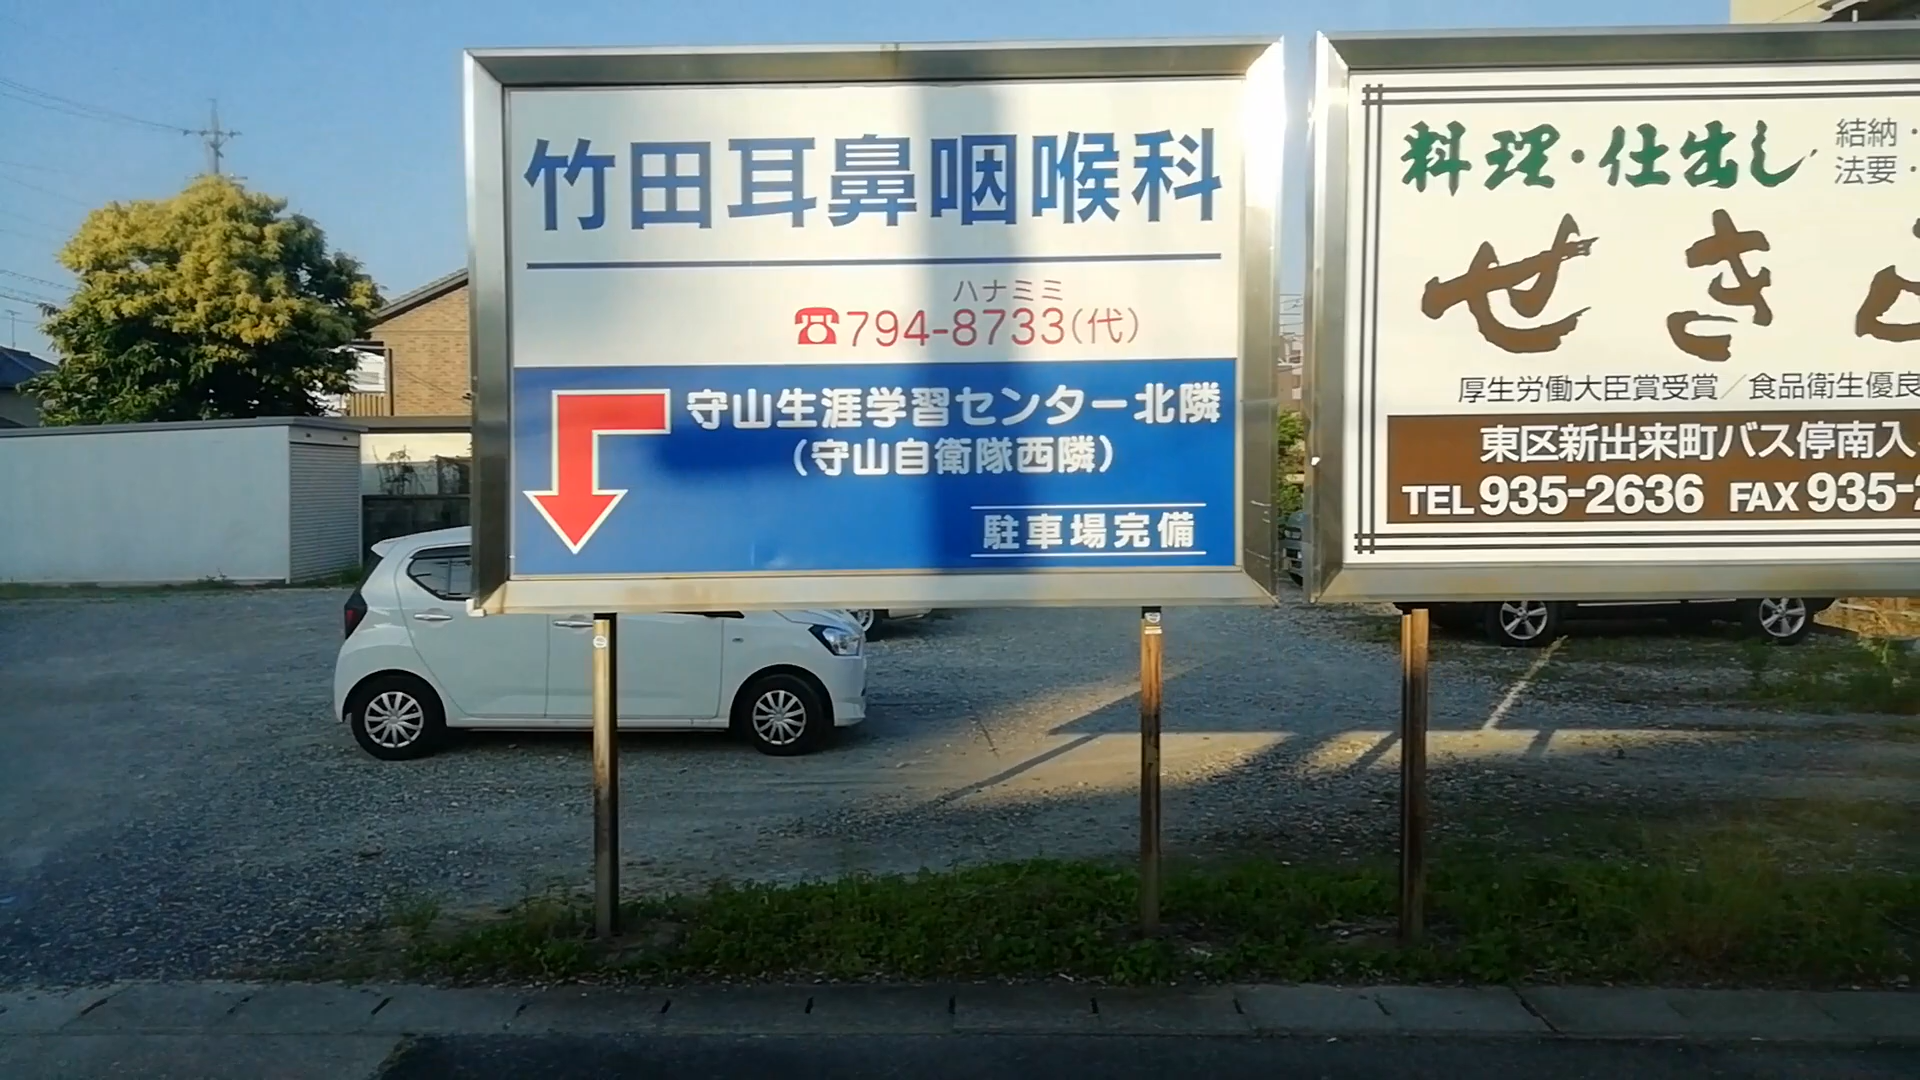 竹田耳鼻咽喉科
ハナミミ
☎794-8733(代)
守山生涯学習センター北隣
(守山自衛隊西隣)
駐車場完備
料理・仕出し
結納・
法要・
せき
厚生労働大臣賞受賞／食品衛生優良
東区新出来町バス停南入
TEL 935-2636 FAX 935-2